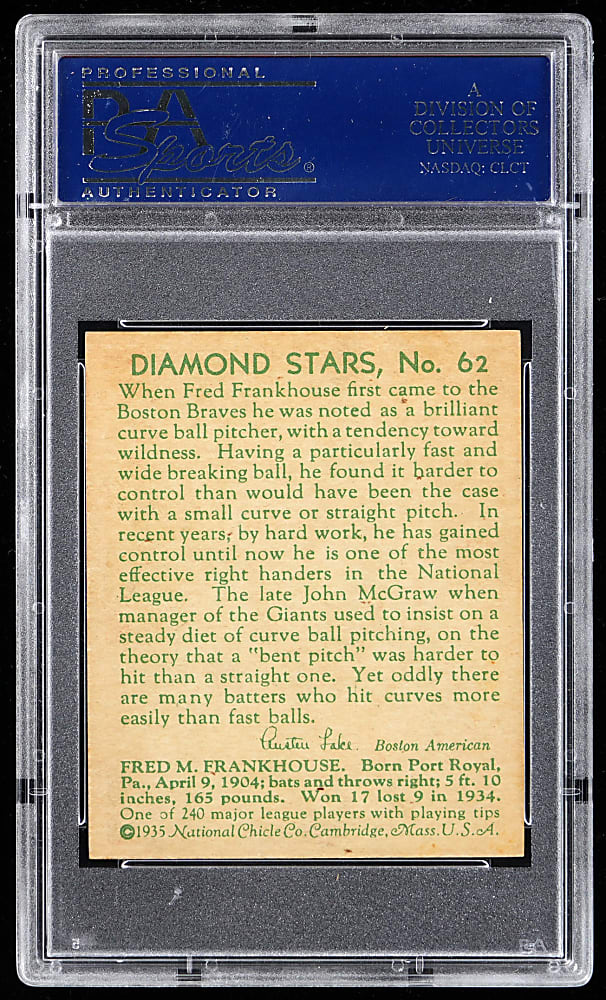 PROFESSIONAL
PSA
Sports®
AUTHENTICATOR
A
DIVISION OF
COLLECTORS
UNIVERSE
NASDAQ: CLCT
DIAMOND STARS, No. 62
When Fred Frankhouse first came to the
Boston Braves he was noted as a brilliant
curve ball pitcher, with a tendency toward
wildness. Having a particularly fast and
wide breaking ball, he found it harder to
control than would have been the case
with a small curve or straight pitch. In
recent years, by hard work, he has gained
control until now he is one of the most
effective right handers in the National
League. The late John McGraw when
manager of the Giants used to insist on a
steady diet of curve ball pitching, on the
theory that a "bent pitch" was harder to
hit than a straight one. Yet oddly there
are many batters who hit curves more
easily than fast balls.
Austen Lake. Boston American
FRED M. FRANKHOUSE. Born Port Royal,
Pa., April 9, 1904; bats and throws right; 5 ft. 10
inches, 165 pounds. Won 17 lost 9 in 1934.
One of 240 major league players with playing tips
©1935 National Chicle Co. Cambridge, Mass. U.S.A.
PSA